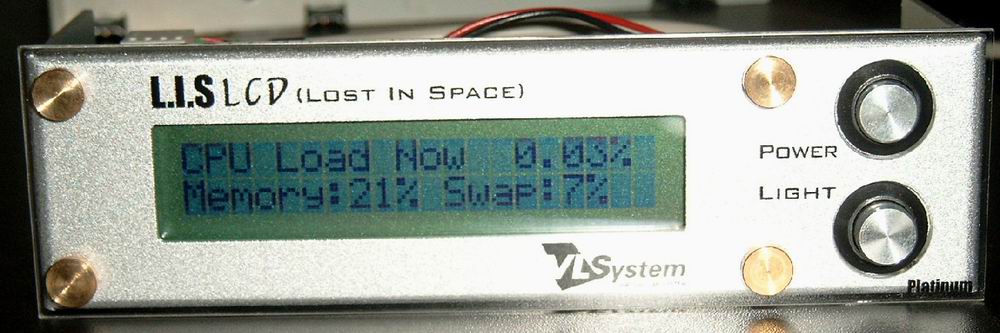 L.I.S LCD (LOST IN SPACE)
CPU Load Now 0.03%
Memory:21% Swap:7%
POWER
LIGHT
VLSystem
Platinum